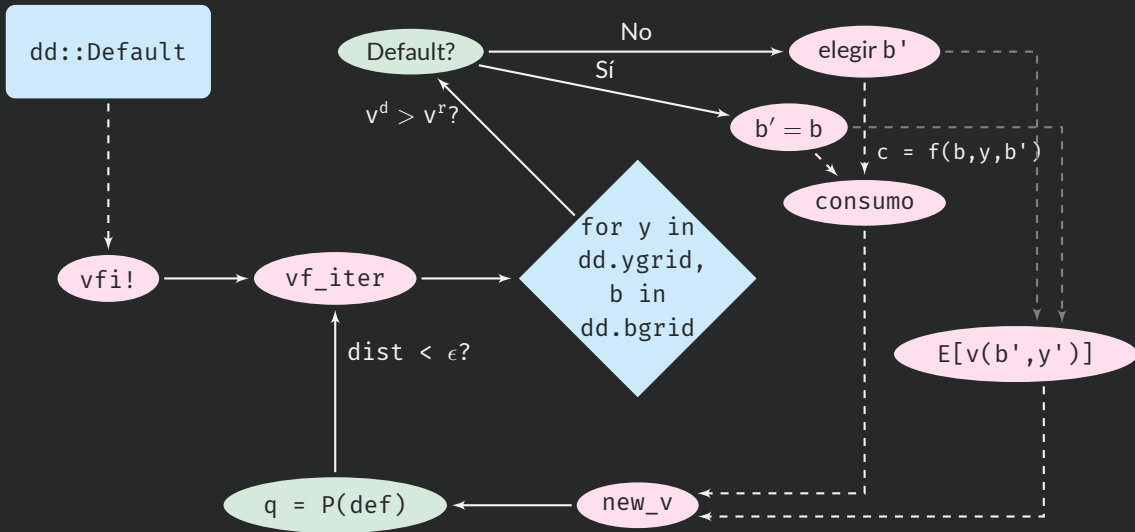 dd::Default
Default?
No
elegir b'
Sí
v^d > v^r?
b′ = b
c = f(b,y,b')
consumo
for y in
dd.ygrid,
b in
dd.bgrid
vfi!
vf_iter
dist < ϵ?
E[v(b',y')]
q = P(def)
new_v